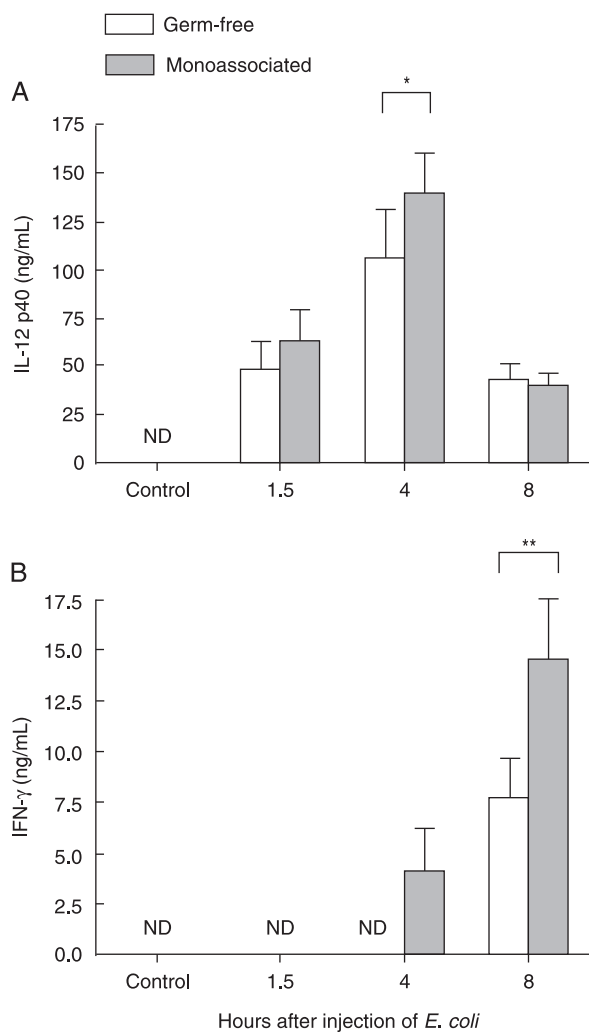 Germ-free
Monoassociated
A
*
175
150
125
100
75
50
25
0
IL-12 p40 (ng/mL)
ND
Control
1.5
4
8
B
**
17.5
15.0
12.5
10.0
7.5
5.0
2.5
0.0
IFN-γ (ng/mL)
ND
ND
ND
Control
1.5
4
8
Hours after injection of E. coli